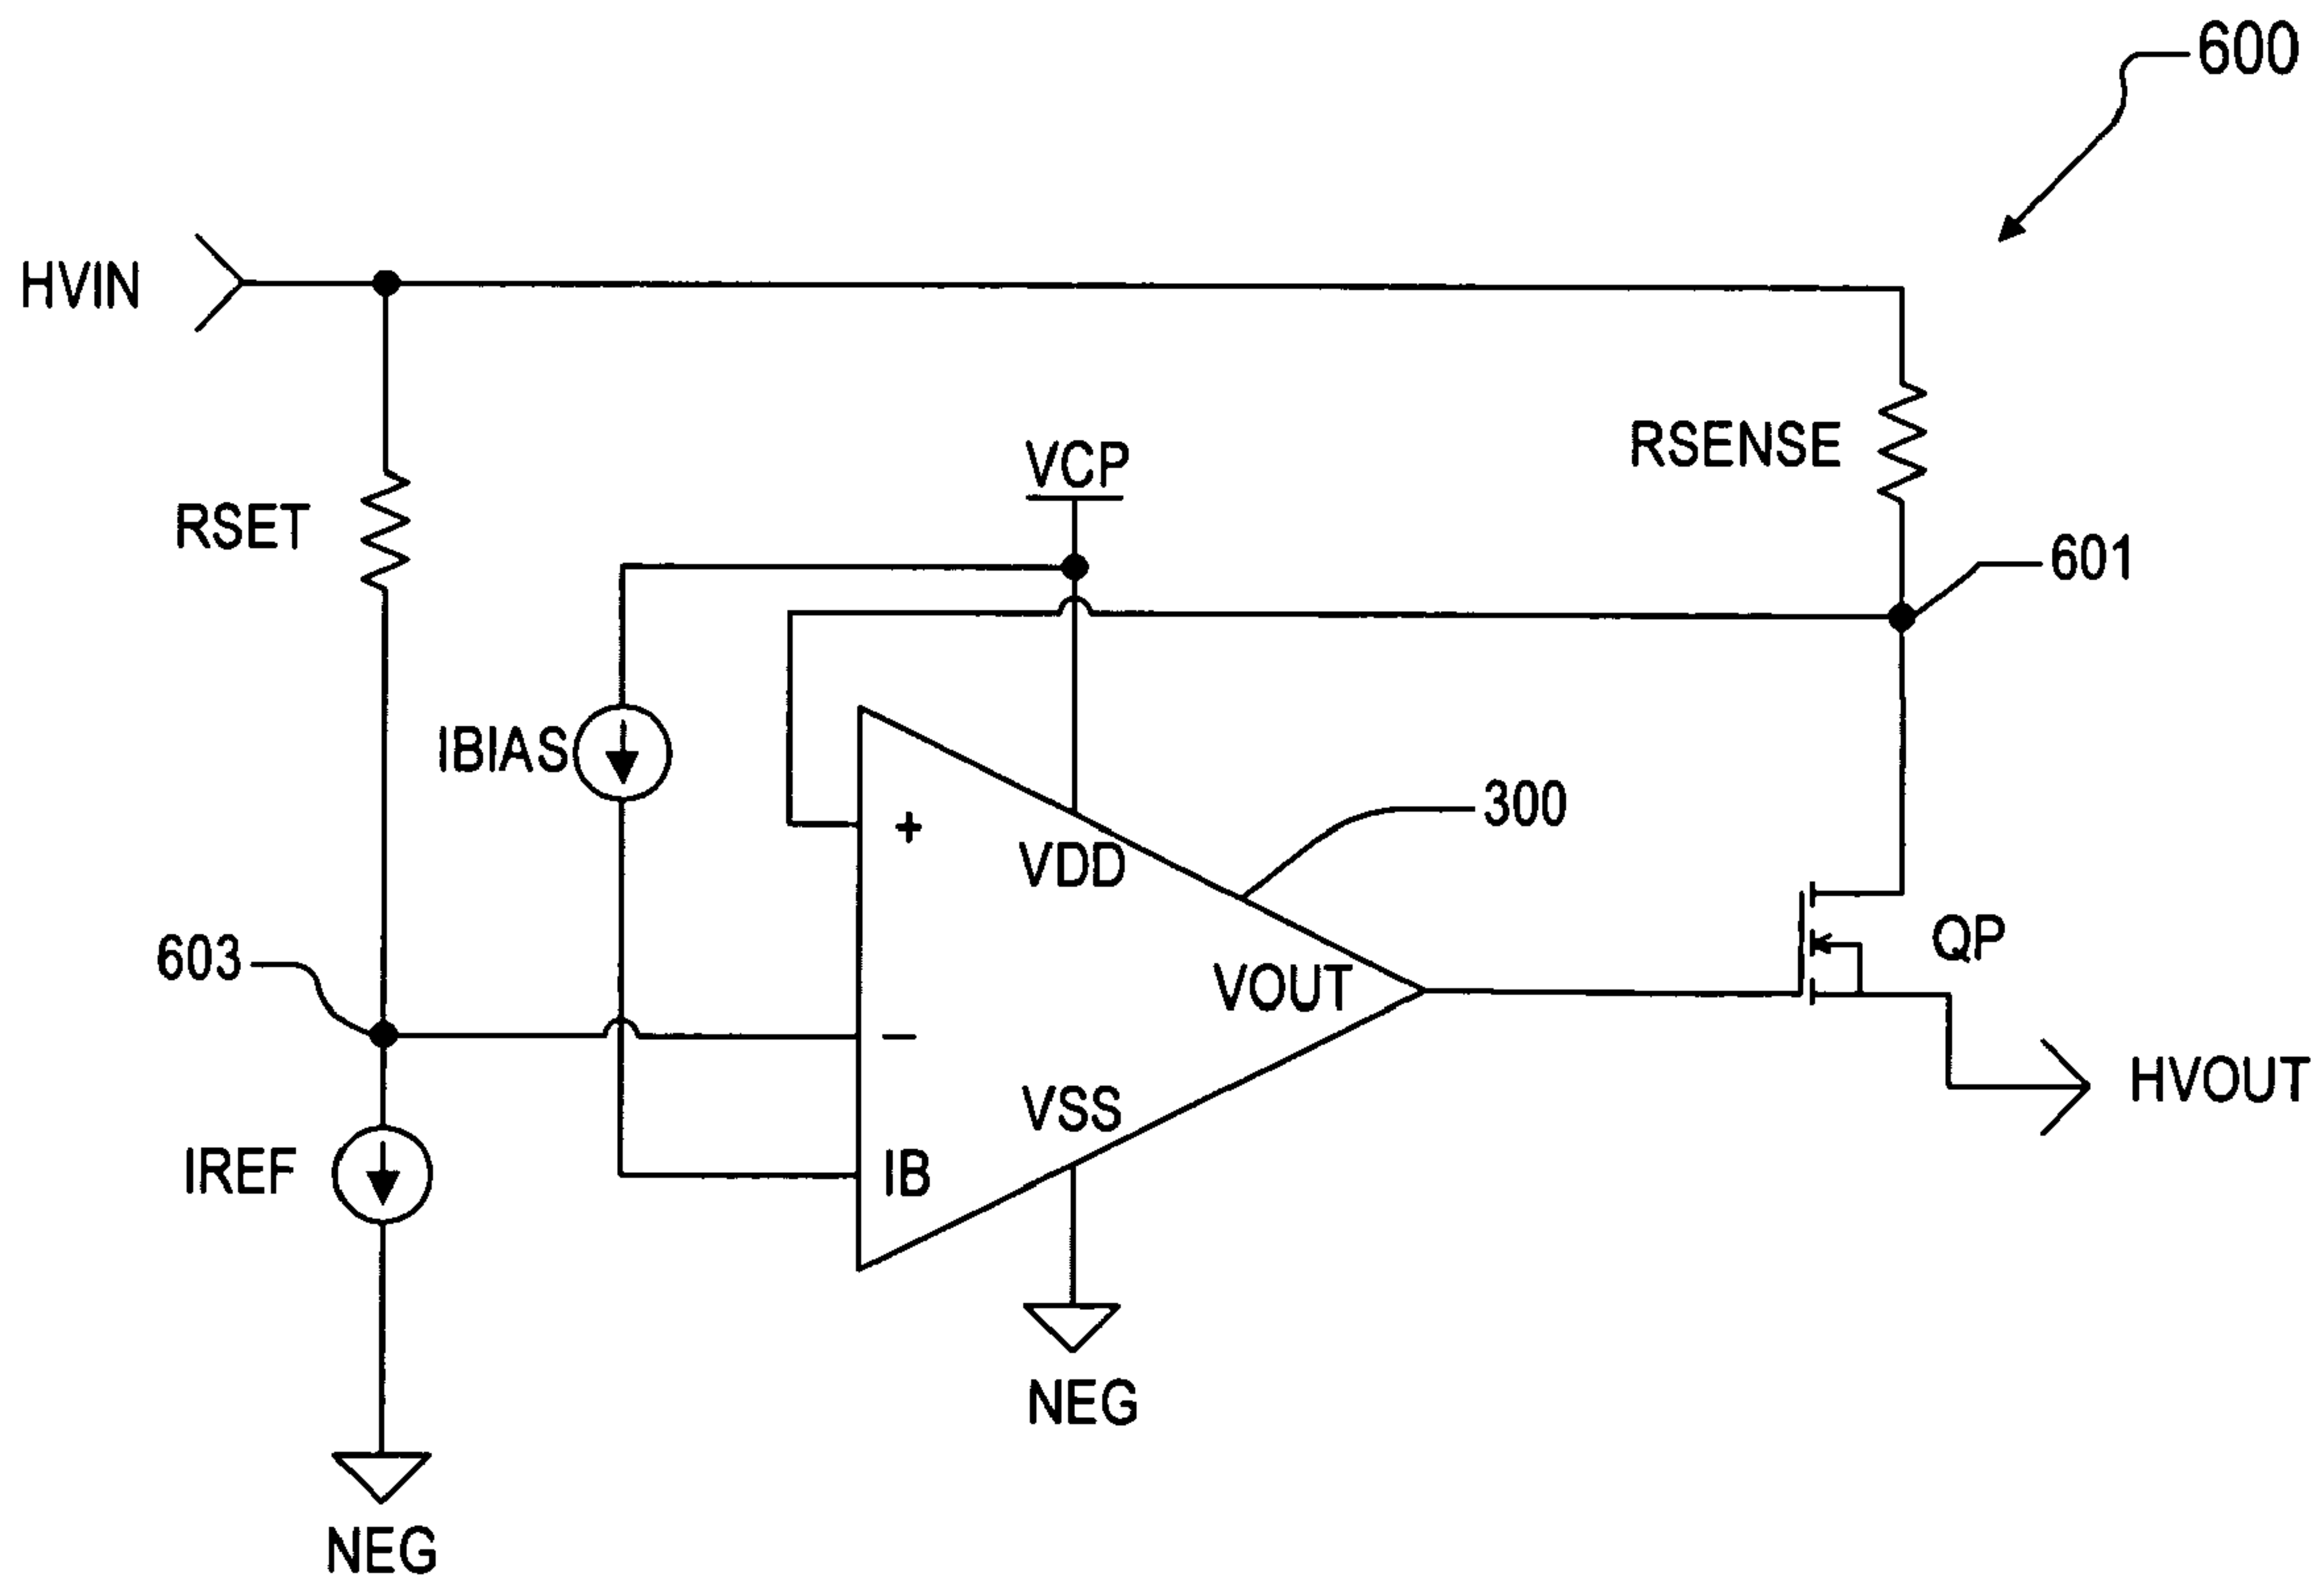 600
HVIN
RSENSE
VCP
RSET
601
IBIAS
300
+
VDD
QP
603
VOUT
−
HVOUT
VSS
IREF
IB
NEG
NEG